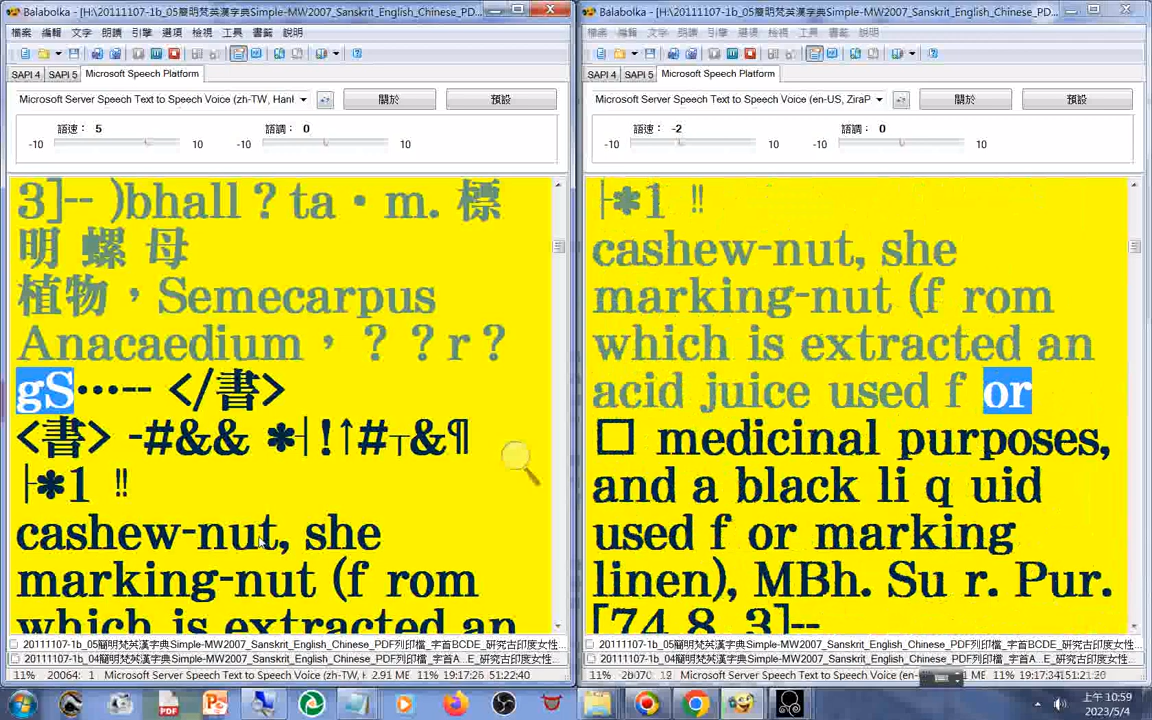 Balabolka - [H:\20111107-1b_05簡明梵英漢字典Simple-MW2007_Sanskrit_English_Chinese_PD...
檔案 編輯 文字 朗讀 引擎 選項 檢視 工具 書籤 說明
SAPI 4 SAPI 5 Microsoft Speech Platform
Microsoft Server Speech Text to Speech Voice (zh-TW, HanH 關於 預設
語速： 5 語調： 0
-10 10 -10 10
3]-- )bhall？ta‧m. 標
明 螺 母
植物，Semecarpus
Anacaedium，？？r？
gS…-- </書>
<書> -#&& ✱┤!↑#┬&¶
├✱1 ‼
cashew-nut, she
marking-nut (f rom
which is extracted an
20111107-1b_05簡明梵英漢字典Simple-MW2007_Sanskrit_English_Chinese_PDF列印檔_字首BCDE_研究古印度女性...
20111107-1b_04簡明梵英漢字典Simple-MW2007_Sanskrit_English_Chinese_PDF列印檔_字首A...E_研究古印度女性...
11% 20064: 1 Microsoft Server Speech Text to Speech Voice (zh-TW, 2.91 MB 11% 19:17:26 51:22:40
Balabolka - [H:\20111107-1b_05簡明梵英漢字典Simple-MW2007_Sanskrit_English_Chinese_PD...
檔案 編輯 文字 朗讀 引擎 選項 檢視 工具 書籤 說明
SAPI 4 SAPI 5 Microsoft Speech Platform
Microsoft Server Speech Text to Speech Voice (en-US, ZiraP 關於 預設
語速： -2 語調： 0
-10 10 -10 10
├✱1 ‼
cashew-nut, she
marking-nut (f rom
which is extracted an
acid juice used f or
□ medicinal purposes,
and a black li q uid
used f or marking
linen), MBh. Su r. Pur.
[74,8, 3]--
20111107-1b_05簡明梵英漢字典Simple-MW2007_Sanskrit_English_Chinese_PDF列印檔_字首BCDE_研究古印度女性...
20111107-1b_04簡明梵英漢字典Simple-MW2007_Sanskrit_English_Chinese_PDF列印檔_字首A...E_研究古印度女性...
11% Microsoft Server Speech Text to Speech Voice 11% 19:17:34
上午 10:59
2023/5/4